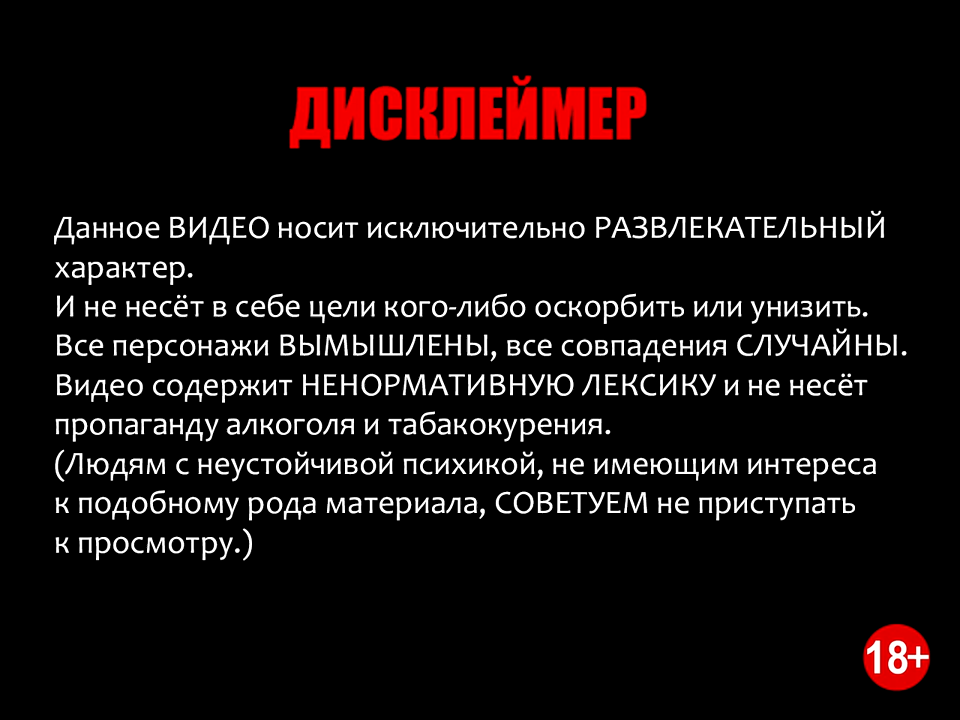 ДИСКЛЕЙМЕР
Данное ВИДЕО носит исключительно РАЗВЛЕКАТЕЛЬНЫЙ
характер.
И не несёт в себе цели кого-либо оскорбить или унизить.
Все персонажи ВЫМЫШЛЕНЫ, все совпадения СЛУЧАЙНЫ.
Видео содержит НЕНОРМАТИВНУЮ ЛЕКСИКУ и не несёт
пропаганду алкоголя и табакокурения.
(Людям с неустойчивой психикой, не имеющим интереса
к подобному рода материала, СОВЕТУЕМ не приступать
к просмотру.)
18+